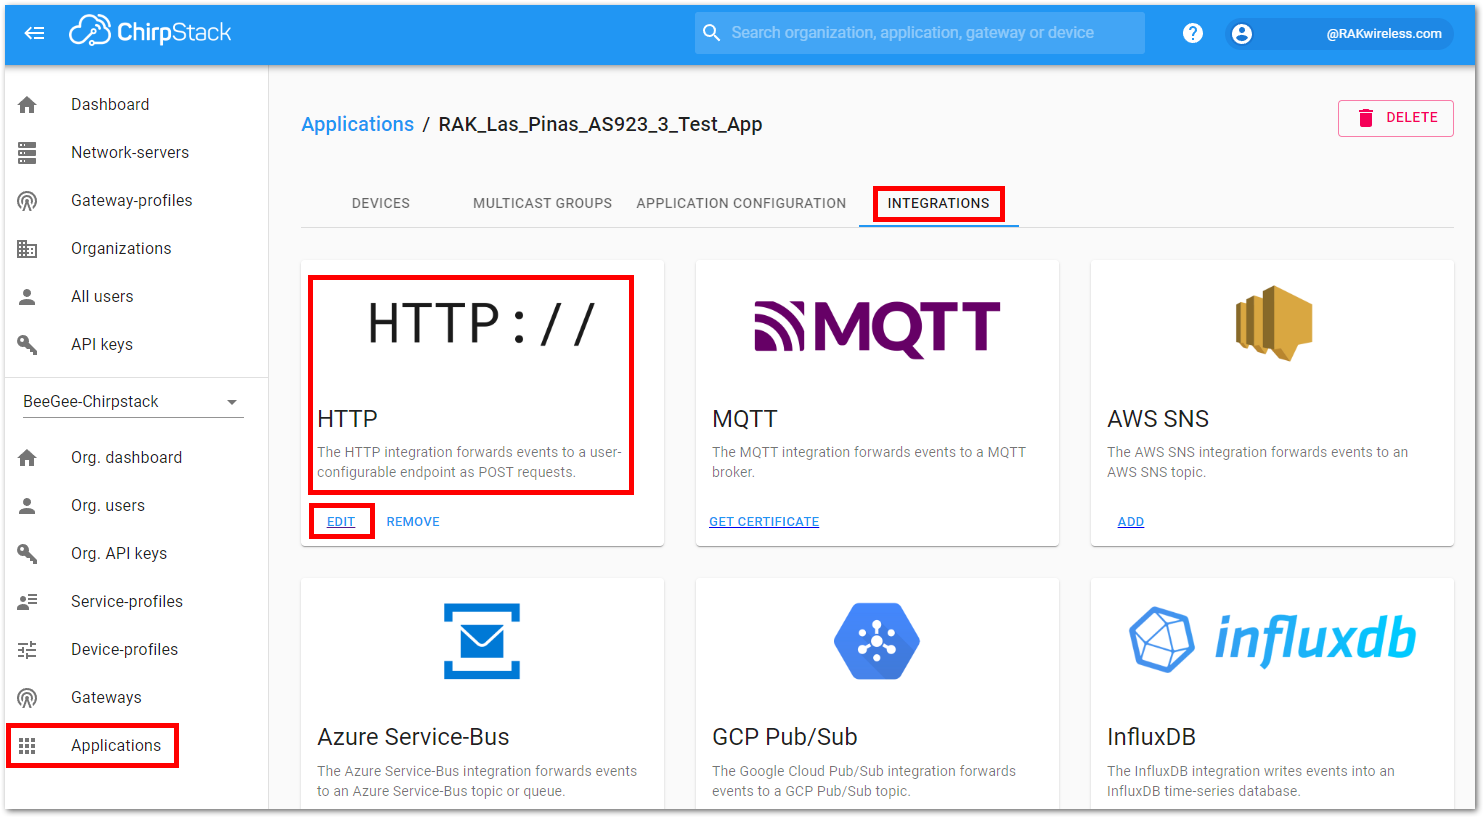 ChirpStack
Search organization, application, gateway or device
?
@RAKwireless.com
Dashboard
Network-servers
Gateway-profiles
Organizations
All users
API keys
BeeGee-Chirpstack
Org. dashboard
Org. users
Org. API keys
Service-profiles
Device-profiles
Gateways
Applications
Applications / RAK_Las_Pinas_AS923_3_Test_App
DELETE
DEVICES
MULTICAST GROUPS
APPLICATION CONFIGURATION
INTEGRATIONS
HTTP://
HTTP
The HTTP integration forwards events to a user-
configurable endpoint as POST requests.
EDIT
REMOVE
MQTT
MQTT
The MQTT integration forwards events to a MQTT
broker.
GET CERTIFICATE
AWS SNS
The AWS SNS integration forwards events to an
AWS SNS topic.
ADD
Azure Service-Bus
The Azure Service-Bus integration forwards events
to an Azure Service-Bus topic or queue.
GCP Pub/Sub
The Google Cloud Pub/Sub integration forwards
events to a GCP Pub/Sub topic.
influxdb
InfluxDB
The InfluxDB integration writes events into an
InfluxDB time-series database.